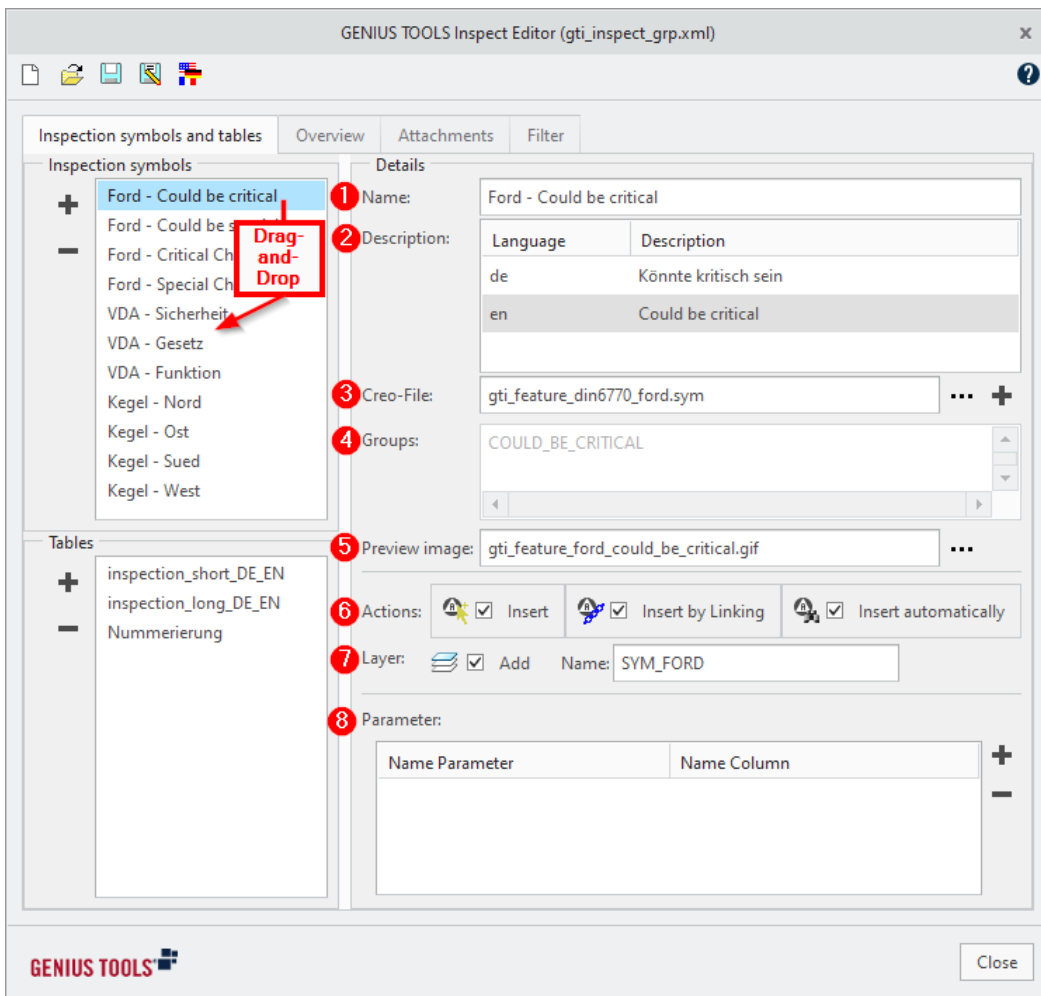 GENIUS TOOLS Inspect Editor (gti_inspect_grp.xml)
Inspection symbols and tables
Overview
Attachments
Filter
Inspection symbols
Ford - Could be critical
Ford - Could be s
Ford - Critical Ch
Ford - Special Ch
VDA - Sicherheit
VDA - Gesetz
VDA - Funktion
Kegel - Nord
Kegel - Ost
Kegel - Sued
Kegel - West
Drag-
and-
Drop
Tables
inspection_short_DE_EN
inspection_long_DE_EN
Nummerierung
Details
1 Name: Ford - Could be critical
2 Description:
Language Description
de Könnte kritisch sein
en Could be critical
3 Creo-File: gti_feature_din6770_ford.sym ...
4 Groups: COULD_BE_CRITICAL
5 Preview image: gti_feature_ford_could_be_critical.gif ...
6 Actions: Insert Insert by Linking Insert automatically
7 Layer: Add Name: SYM_FORD
8 Parameter:
Name Parameter Name Column
GENIUS TOOLS
Close